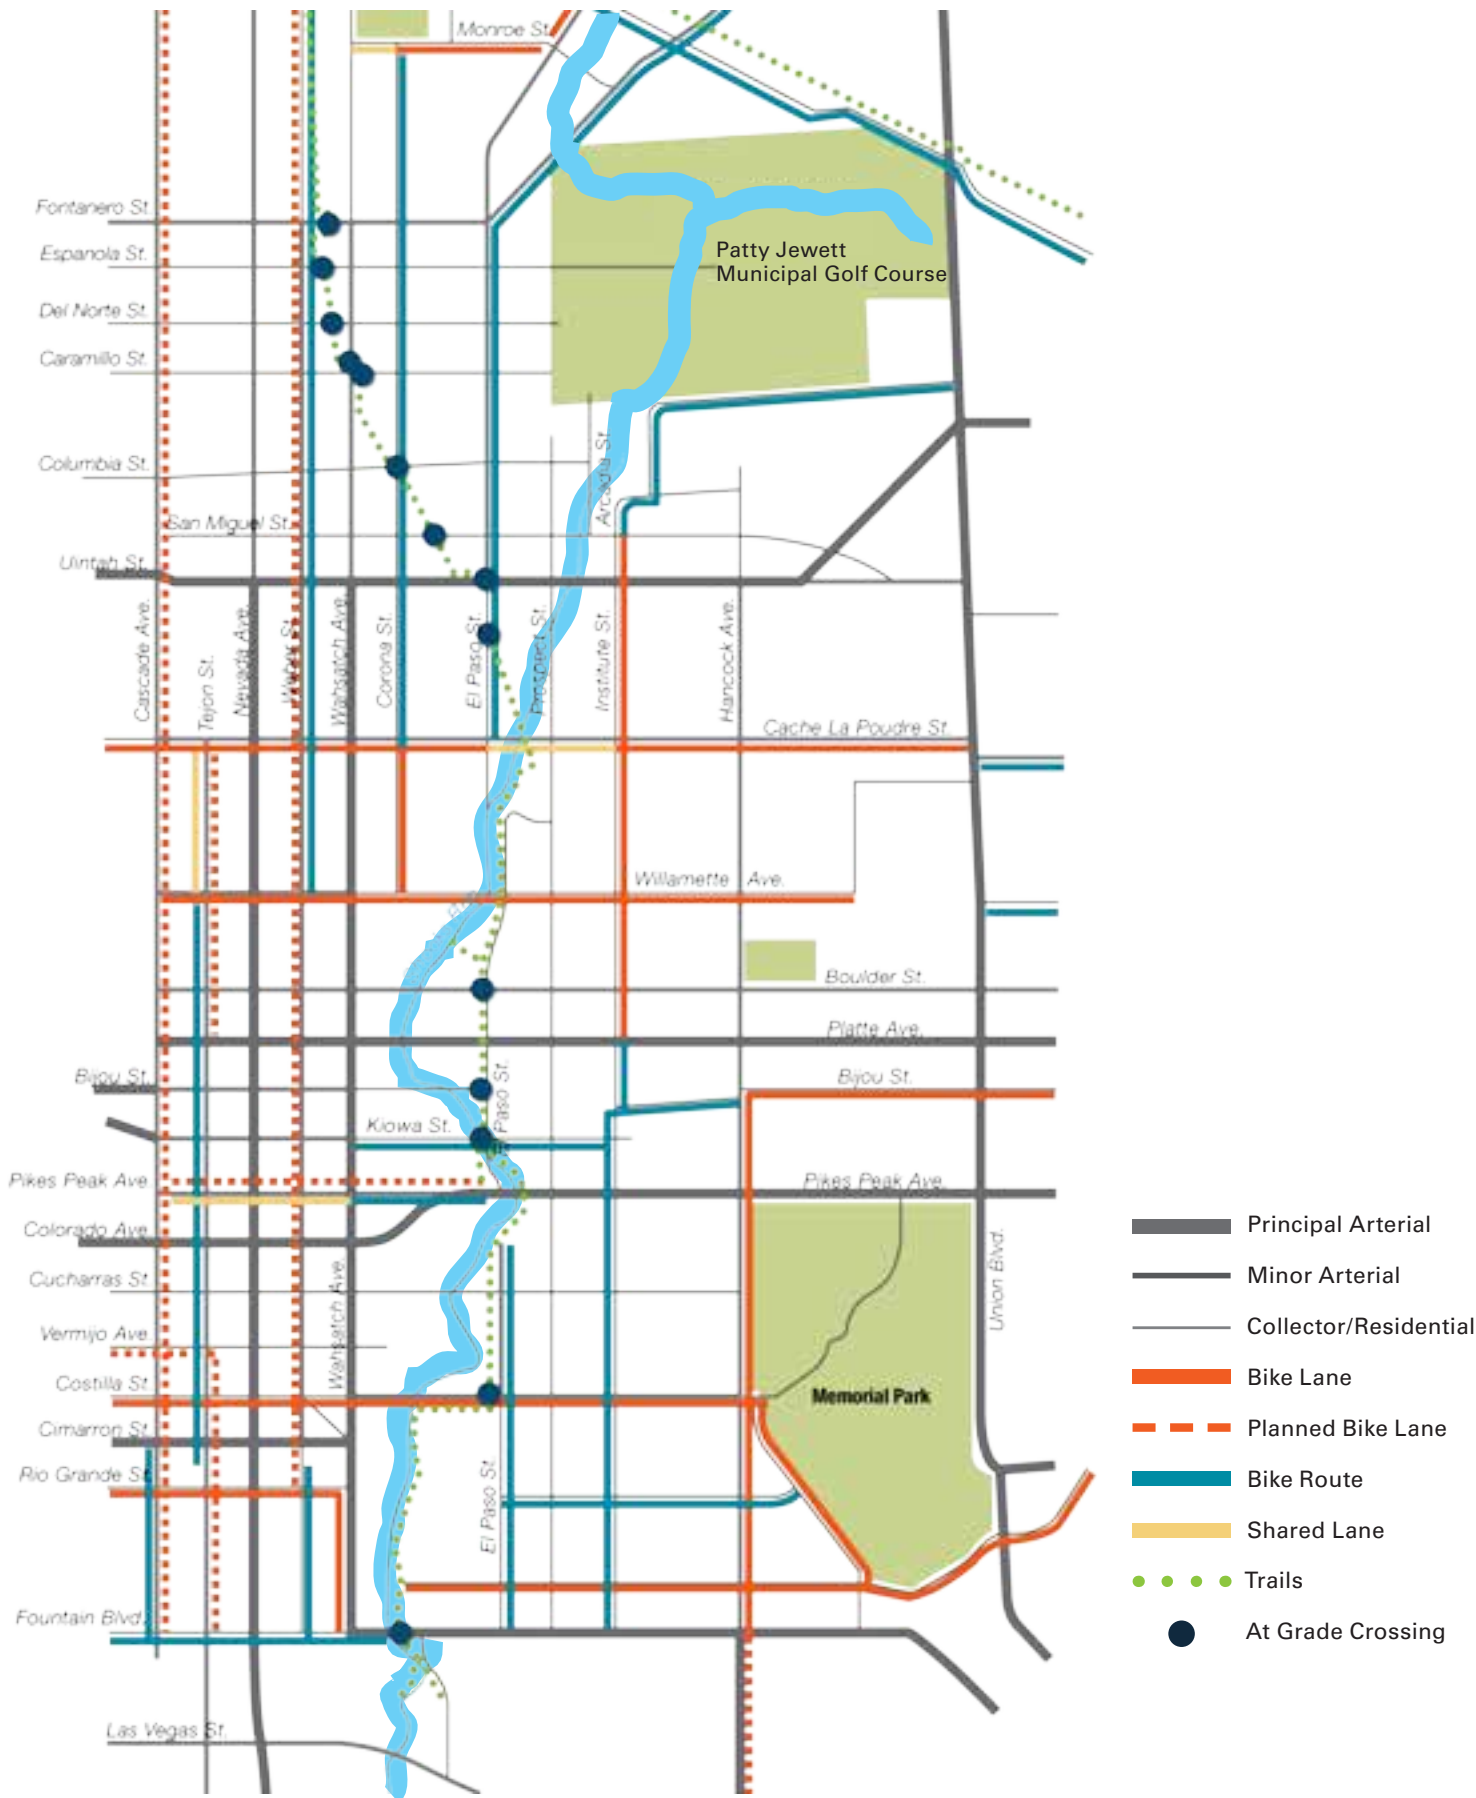 Monroe St.
Fontanero St.
Espanola St.
Patty Jewett
Municipal Golf Course
Del Norte St.
Caramillo St.
Columbia St.
Arcadia St.
San Miguel St.
Uintah St.
Cascade Ave.
Tejon St.
Nevada Ave.
Weber St.
Wahsatch Ave.
Corona St.
El Paso St.
Prospect St.
Institute St.
Hancock Ave.
Cache La Poudre St.
Willamette Ave.
Boulder St.
Platte Ave.
Bijou St.
Bijou St.
Paso St.
Kiowa St.
Pikes Peak Ave.
Pikes Peak Ave.
Colorado Ave.
Cucharras St.
Wahsatch Ave.
Union Blvd.
Vermijo Ave.
Costilla St.
Memorial Park
Cimarron St.
Rio Grande St.
El Paso St.
Fountain Blvd.
Las Vegas St.
Principal Arterial
Minor Arterial
Collector/Residential
Bike Lane
Planned Bike Lane
Bike Route
Shared Lane
Trails
At Grade Crossing